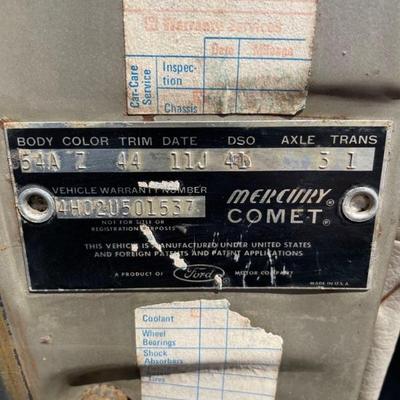 Warranty Services
Date Mileage
Car-Care
Service
Inspec-
tion
Chassis
BODY COLOR TRIM DATE DSO AXLE TRANS
54A Z 44 11J 41 3 1
VEHICLE WARRANTY NUMBER
4H02U501537
NOT FOR TITLE OR
REGISTRATION PURPOSES
MERCURY®
COMET®
THIS VEHICLE IS MANUFACTURED UNDER UNITED STATES
AND FOREIGN PATENTS AND PATENT APPLICATIONS
PRODUCT OF Ford MOTOR COMPANY
MADE IN U.S.A.
Coolant
Wheel
Bearings
Shock
Absorbers
Tires